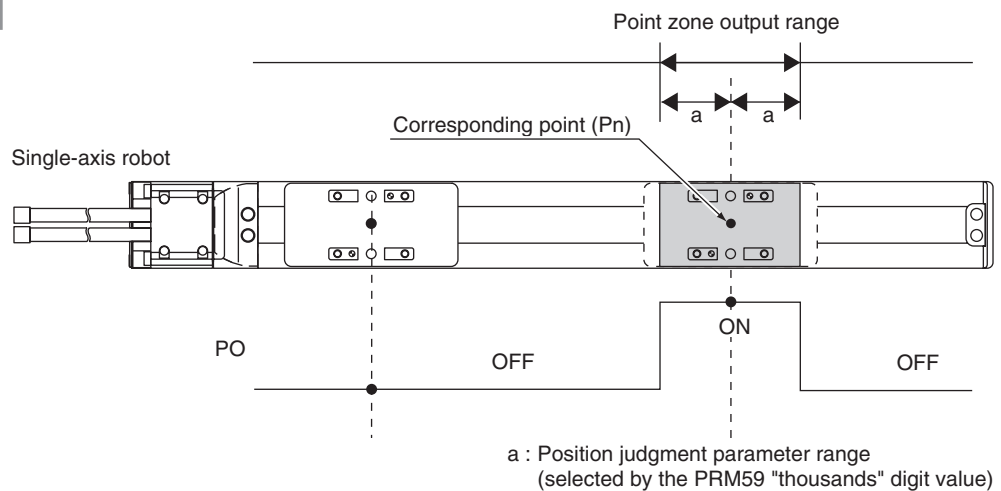 Point zone output range
a
a
Corresponding point (Pn)
Single-axis robot
ON
PO
OFF
OFF
a : Position judgment parameter range
(selected by the PRM59 "thousands" digit value)